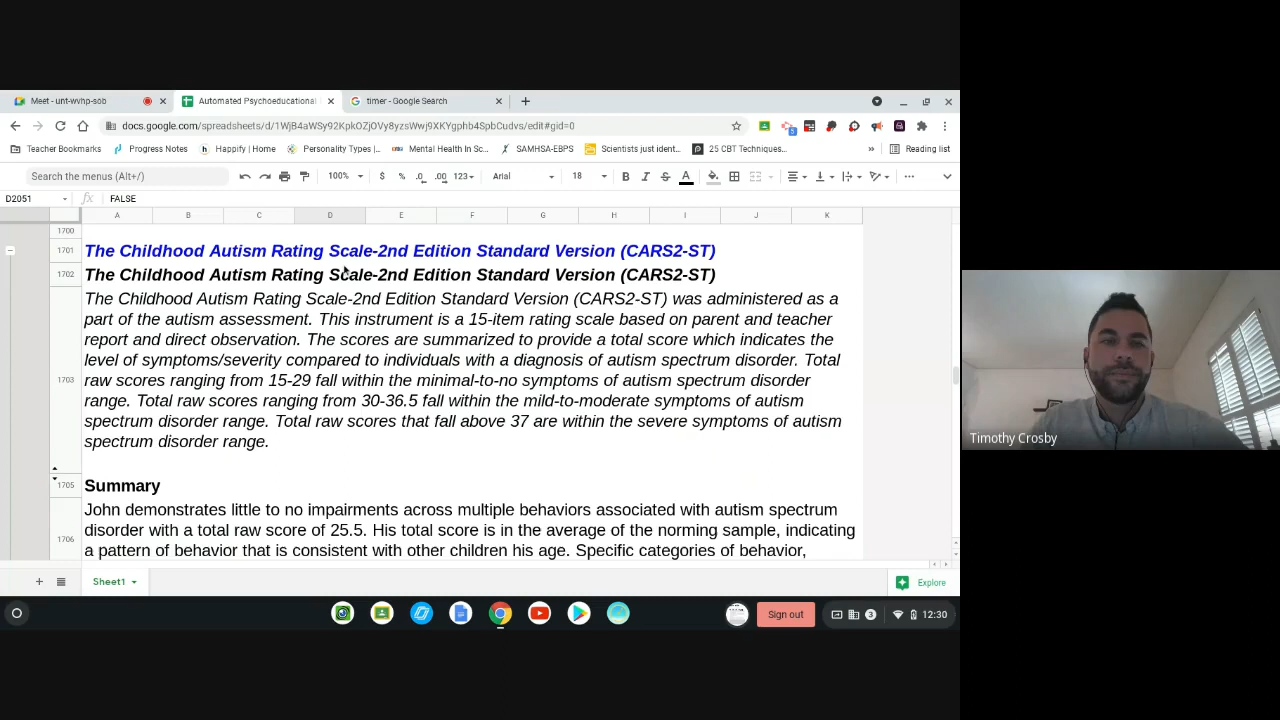 Meet - unt-wvhp-sob
Automated Psychoeducational
timer - Google Search
docs.google.com/spreadsheets/d/1WjB4aWSy92KpkOZjOVy8yzsWwj9XKYgphb4SpbCudvs/edit#gid=0
Teacher Bookmarks
Progress Notes
Happify | Home
Personality Types|...
Mental Health In Sc...
SAMHSA-EBPS
Scientists just ident...
25 CBT Techniques...
Reading list
Search the menus (Alt+/)
100%
$
%
.0
.00
123
Arial
18
B
I
S
A
D2051
fx
FALSE
A B C D E F G H I J K
1700
1701
The Childhood Autism Rating Scale-2nd Edition Standard Version (CARS2-ST)
1702
The Childhood Autism Rating Scale-2nd Edition Standard Version (CARS2-ST)
1703
The Childhood Autism Rating Scale-2nd Edition Standard Version (CARS2-ST) was administered as a
part of the autism assessment. This instrument is a 15-item rating scale based on parent and teacher
report and direct observation. The scores are summarized to provide a total score which indicates the
level of symptoms/severity compared to individuals with a diagnosis of autism spectrum disorder. Total
raw scores ranging from 15-29 fall within the minimal-to-no symptoms of autism spectrum disorder
range. Total raw scores ranging from 30-36.5 fall within the mild-to-moderate symptoms of autism
spectrum disorder range. Total raw scores that fall above 37 are within the severe symptoms of autism
spectrum disorder range.
1705
Summary
1706
John demonstrates little to no impairments across multiple behaviors associated with autism spectrum
disorder with a total raw score of 25.5. His total score is in the average of the norming sample, indicating
a pattern of behavior that is consistent with other children his age. Specific categories of behavior,
Sheet1
Explore
Sign out
3
12:30
Timothy Crosby